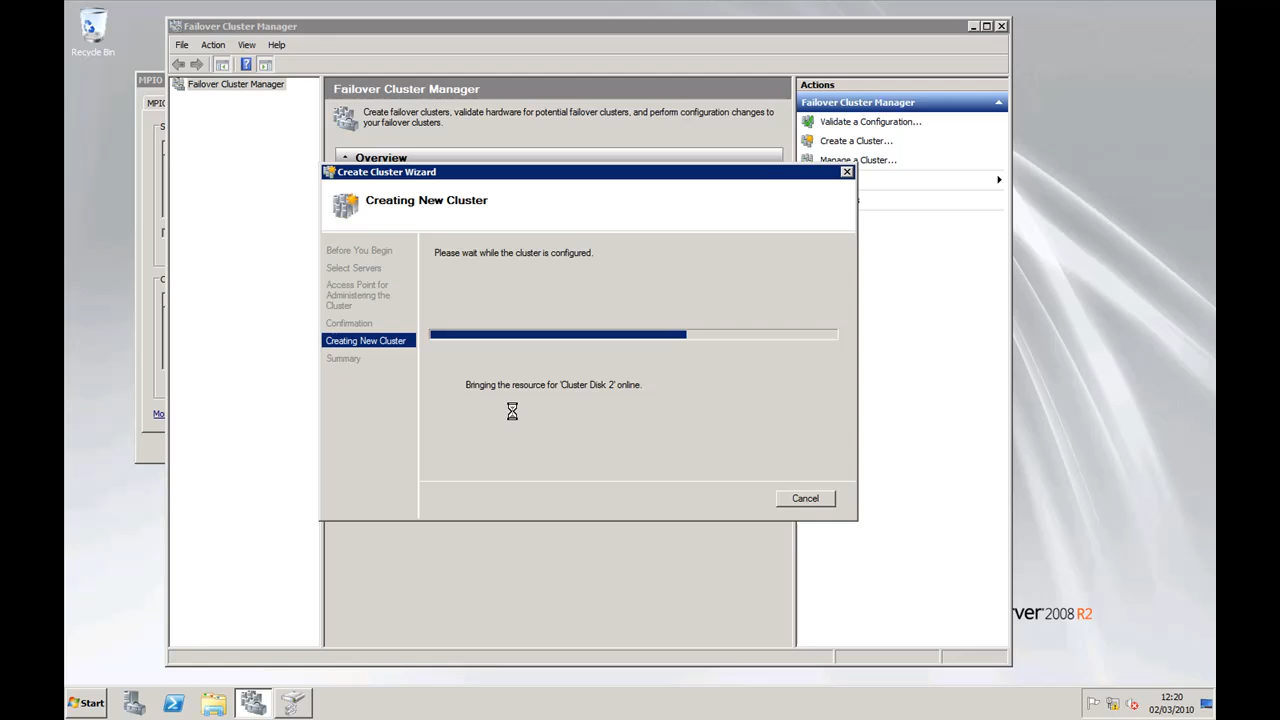 Recycle Bin
Failover Cluster Manager
File Action View Help
MPIO
MPIO
Failover Cluster Manager
Failover Cluster Manager
Create failover clusters, validate hardware for potential failover clusters, and perform configuration changes to
your failover clusters.
Overview
Actions
Failover Cluster Manager
Validate a Configuration...
Create a Cluster...
Manage a Cluster...
Create Cluster Wizard
Creating New Cluster
Before You Begin
Select Servers
Access Point for
Administering the
Cluster
Confirmation
Creating New Cluster
Summary
Please wait while the cluster is configured.
Bringing the resource for 'Cluster Disk 2' online.
Cancel
Mo
ver 2008 R2
Start
12:20
02/03/2010